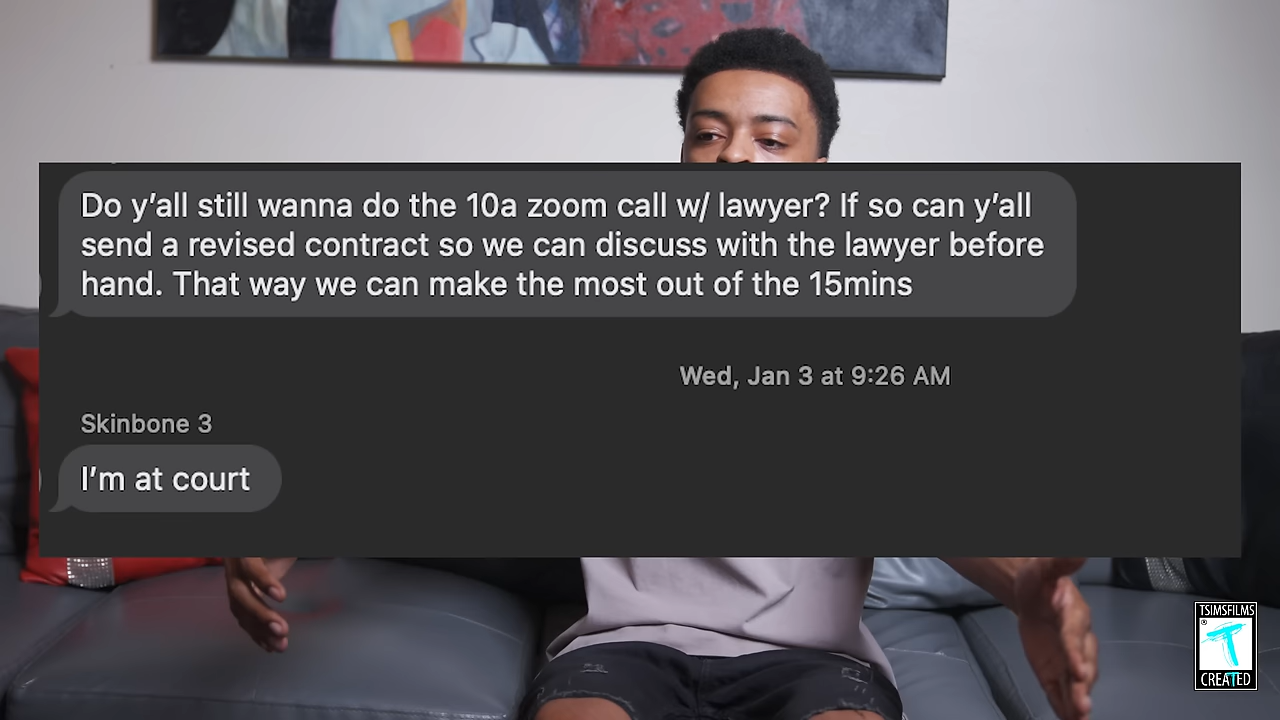 Do y’all still wanna do the 10a zoom call w/ lawyer? If so can y’all
send a revised contract so we can discuss with the lawyer before
hand. That way we can make the most out of the 15mins
Wed, Jan 3 at 9:26 AM
Skinbone 3
I’m at court
TSIMSFILMS
®
T
CREATED